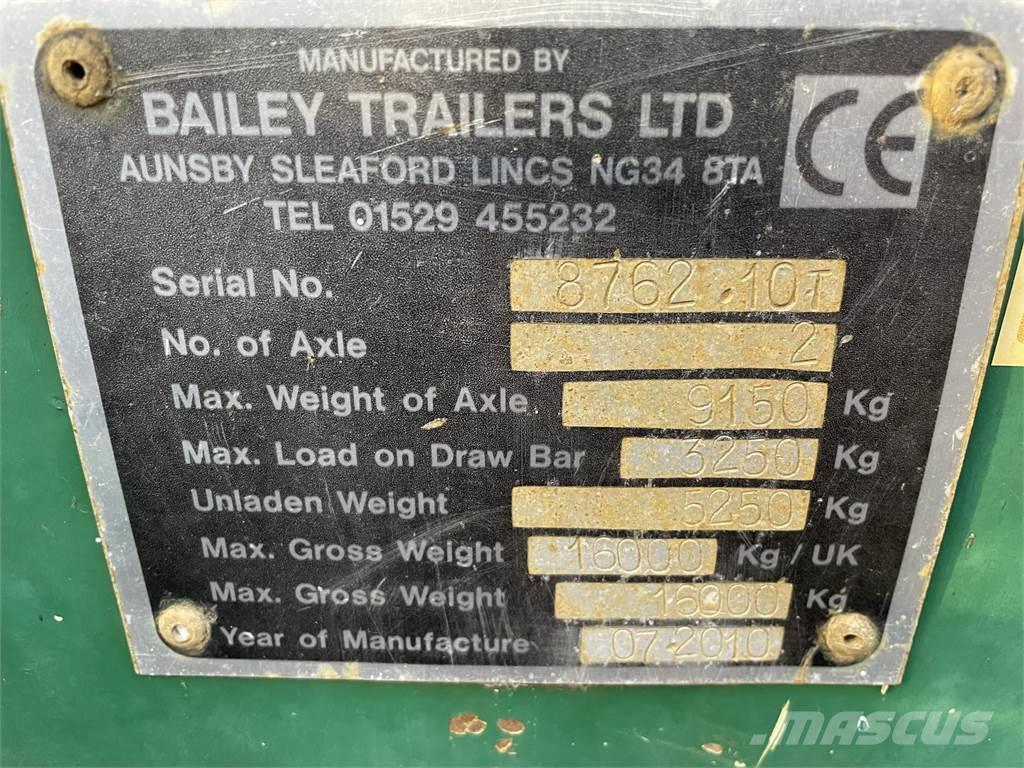 MANUFACTURED BY
BAILEY TRAILERS LTD
CE
AUNSBY SLEAFORD LINCS NG34 8TA
TEL 01529 455232
Serial No. 8762.10T
No. of Axle 2
Max. Weight of Axle 9150 Kg
Max. Load on Draw Bar 3250 Kg
Unladen Weight 5250 Kg
Max. Gross Weight 16000 Kg / UK
Max. Gross Weight 16000 Kg
Year of Manufacture 07.2010
MASCUS